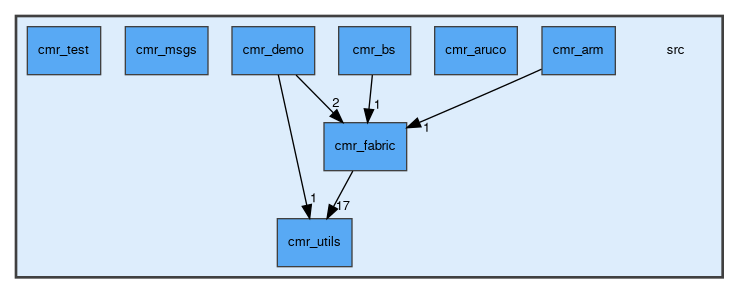 cmr_test
cmr_msgs
cmr_demo
cmr_bs
cmr_aruco
cmr_arm
src
2
1
1
cmr_fabric
1
17
cmr_utils